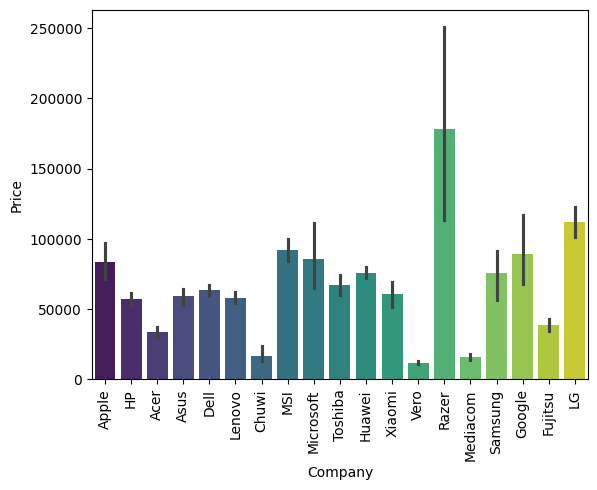 250000
200000
150000
100000
50000
0
Price
Apple
HP
Acer
Asus
Dell
Lenovo
Chuwi
MSI
Microsoft
Toshiba
Huawei
Xiaomi
Vero
Razer
Mediacom
Samsung
Google
Fujitsu
LG
Company